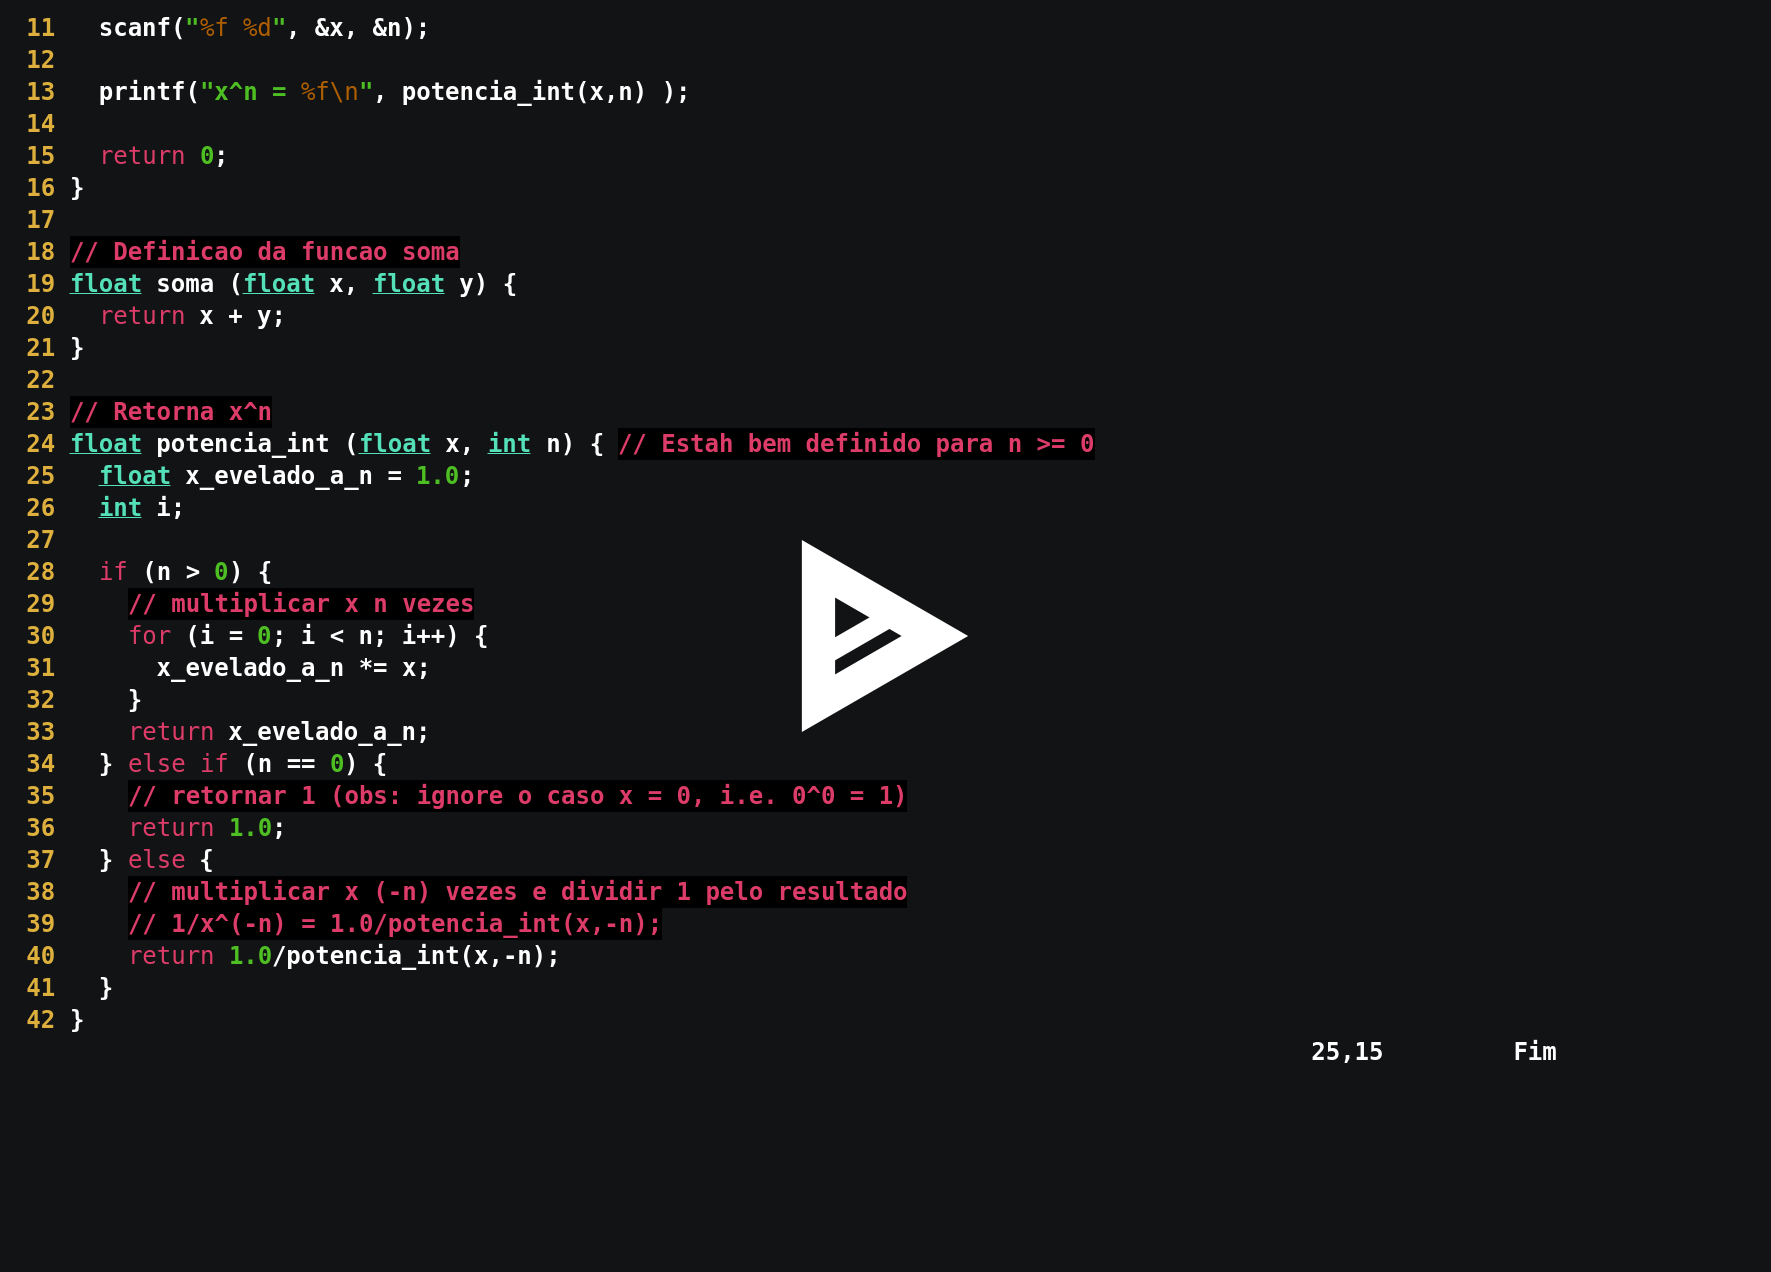 11   scanf("%f %d", &x, &n);
12
13   printf("x^n = %f\n", potencia_int(x,n) );
14
15   return 0;
16 }
17
18 // Definicao da funcao soma
19 float soma (float x, float y) {
20   return x + y;
21 }
22
23 // Retorna x^n
24 float potencia_int (float x, int n) { // Estah bem definido para n >= 0
25   float x_evelado_a_n = 1.0;
26   int i;
27
28   if (n > 0) {
29     // multiplicar x n vezes
30     for (i = 0; i < n; i++) {
31       x_evelado_a_n *= x;
32     }
33     return x_evelado_a_n;
34   } else if (n == 0) {
35     // retornar 1 (obs: ignore o caso x = 0, i.e. 0^0 = 1)
36     return 1.0;
37   } else {
38     // multiplicar x (-n) vezes e dividir 1 pelo resultado
39     // 1/x^(-n) = 1.0/potencia_int(x,-n);
40     return 1.0/potencia_int(x,-n);
41   }
42 }
25,15         Fim